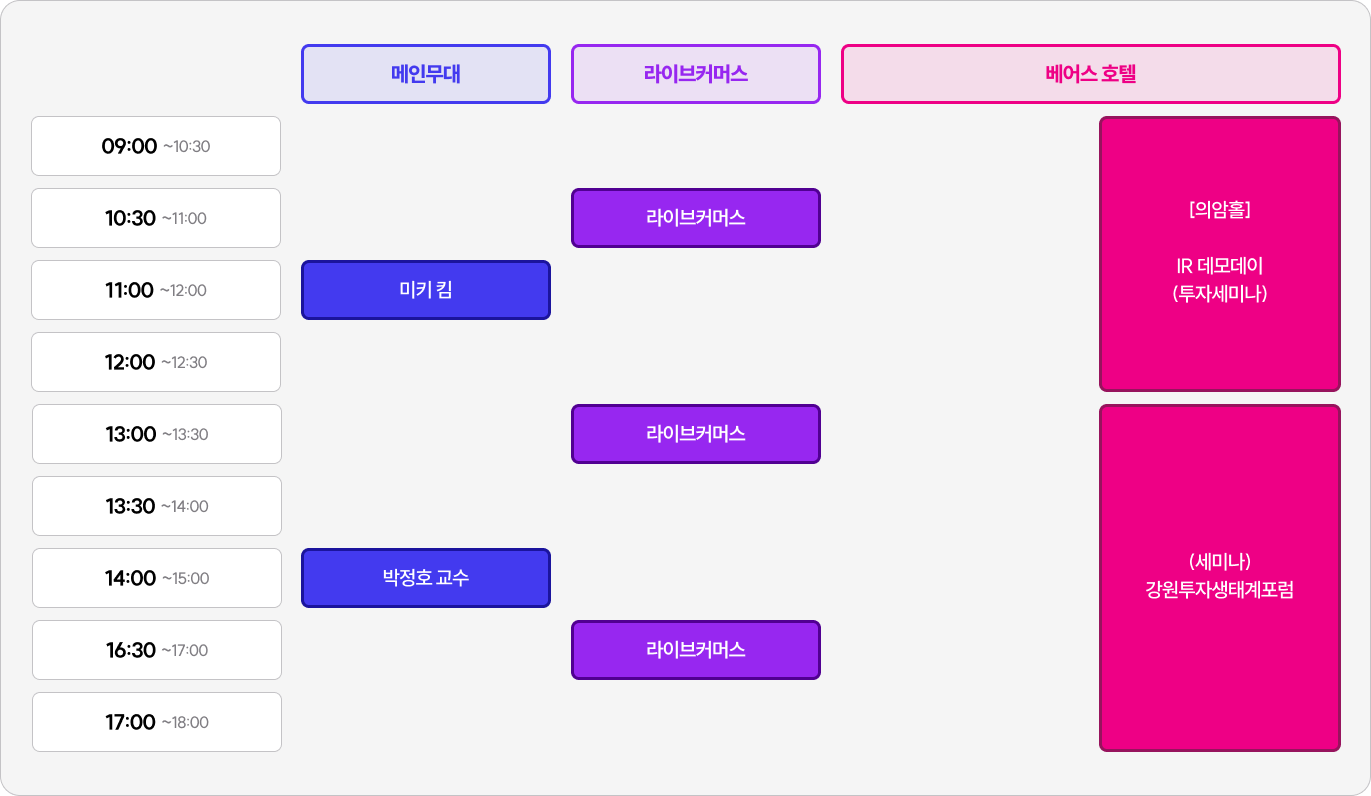 메인무대 라이브커머스 베어스 호텔
09:00 ~10:30
10:30 ~11:00 라이브커머스
[의암홀]
IR 데모데이
(투자세미나)
11:00 ~12:00 미키 킴
12:00 ~12:30
13:00 ~13:30 라이브커머스
13:30 ~14:00
14:00 ~15:00 박정호 교수
(세미나)
강원투자생태계포럼
16:30 ~17:00 라이브커머스
17:00 ~18:00